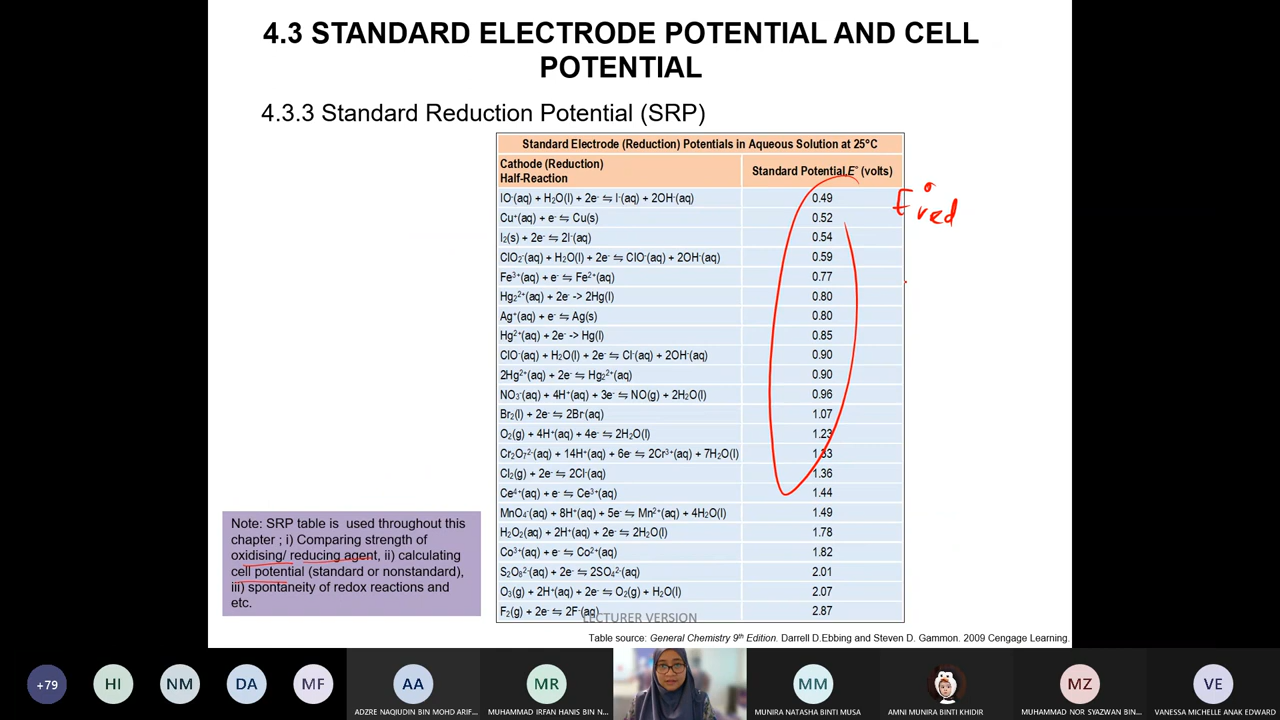 4.3 STANDARD ELECTRODE POTENTIAL AND CELL
POTENTIAL
4.3.3 Standard Reduction Potential (SRP)
Standard Electrode (Reduction) Potentials in Aqueous Solution at 25°C
Cathode (Reduction)
Half-Reaction
Standard Potential,E° (volts)
IO⁻(aq) + H₂O(l) + 2e⁻ ⇋ I⁻(aq) + 2OH⁻(aq) 0.49
Cu⁺(aq) + e⁻ ⇋ Cu(s) 0.52
I₂(s) + 2e⁻ ⇋ 2I⁻(aq) 0.54
ClO₂⁻(aq) + H₂O(l) + 2e⁻ ⇋ ClO⁻(aq) + 2OH⁻(aq) 0.59
Fe³⁺(aq) + e⁻ ⇋ Fe²⁺(aq) 0.77
Hg₂²⁺(aq) + 2e⁻ -> 2Hg(l) 0.80
Ag⁺(aq) + e⁻ ⇋ Ag(s) 0.80
Hg²⁺(aq) + 2e⁻ -> Hg(l) 0.85
ClO⁻(aq) + H₂O(l) + 2e⁻ ⇋ Cl⁻(aq) + 2OH⁻(aq) 0.90
2Hg²⁺(aq) + 2e⁻ ⇋ Hg₂²⁺(aq) 0.90
NO₃⁻(aq) + 4H⁺(aq) + 3e⁻ ⇋ NO(g) + 2H₂O(l) 0.96
Br₂(l) + 2e⁻ ⇋ 2Br⁻(aq) 1.07
O₂(g) + 4H⁺(aq) + 4e⁻ ⇋ 2H₂O(l) 1.23
Cr₂O₇²⁻(aq) + 14H⁺(aq) + 6e⁻ ⇋ 2Cr³⁺(aq) + 7H₂O(l) 1.33
Cl₂(g) + 2e⁻ ⇋ 2Cl⁻(aq) 1.36
Ce⁴⁺(aq) + e⁻ ⇋ Ce³⁺(aq) 1.44
MnO₄⁻(aq) + 8H⁺(aq) + 5e⁻ ⇋ Mn²⁺(aq) + 4H₂O(l) 1.49
H₂O₂(aq) + 2H⁺(aq) + 2e⁻ ⇋ 2H₂O(l) 1.78
Co³⁺(aq) + e⁻ ⇋ Co²⁺(aq) 1.82
S₂O₈²⁻(aq) + 2e⁻ ⇋ 2SO₄²⁻(aq) 2.01
O₃(g) + 2H⁺(aq) + 2e⁻ ⇋ O₂(g) + H₂O(l) 2.07
F₂(g) + 2e⁻ ⇋ 2F⁻(aq) 2.87
E° red
Note: SRP table is used throughout this
chapter ; i) Comparing strength of
oxidising/ reducing agent, ii) calculating
cell potential (standard or nonstandard),
iii) spontaneity of redox reactions and
etc.
LECTURER VERSION
Table source: General Chemistry 9th Edition. Darrell D.Ebbing and Steven D. Gammon. 2009 Cengage Learning.
+79 HI NM DA MF AA MR MM MZ VE
ADZRE NAQIUDIN BIN MOHD ARIF... MUHAMMAD IRFAN HANIS BIN N... MUNIRA NATASHA BINTI MUSA AMNI MUNIRA BINTI KHIDIR MUHAMMAD NOR SYAZWAN BIN... VANESSA MICHELLE ANAK EDWARD